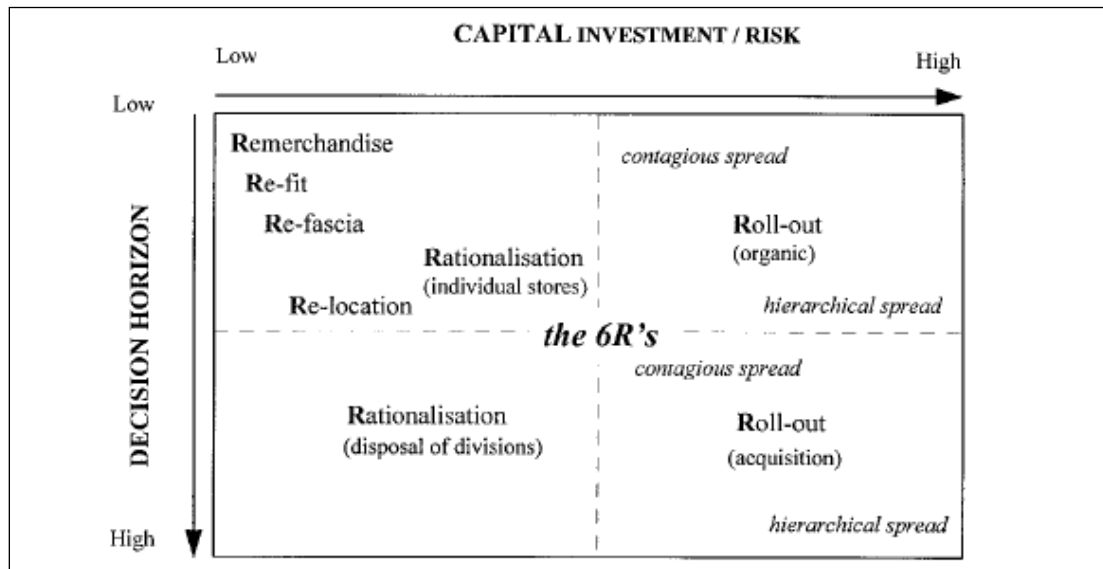 CAPITAL INVESTMENT / RISK
Low
High
Low
DECISION HORIZON
Remerchandise
Re-fit
Re-fascia
Rationalisation
(individual stores)
Re-location
contagious spread
Roll-out
(organic)
hierarchical spread
the 6R's
contagious spread
Rationalisation
(disposal of divisions)
Roll-out
(acquisition)
hierarchical spread
High